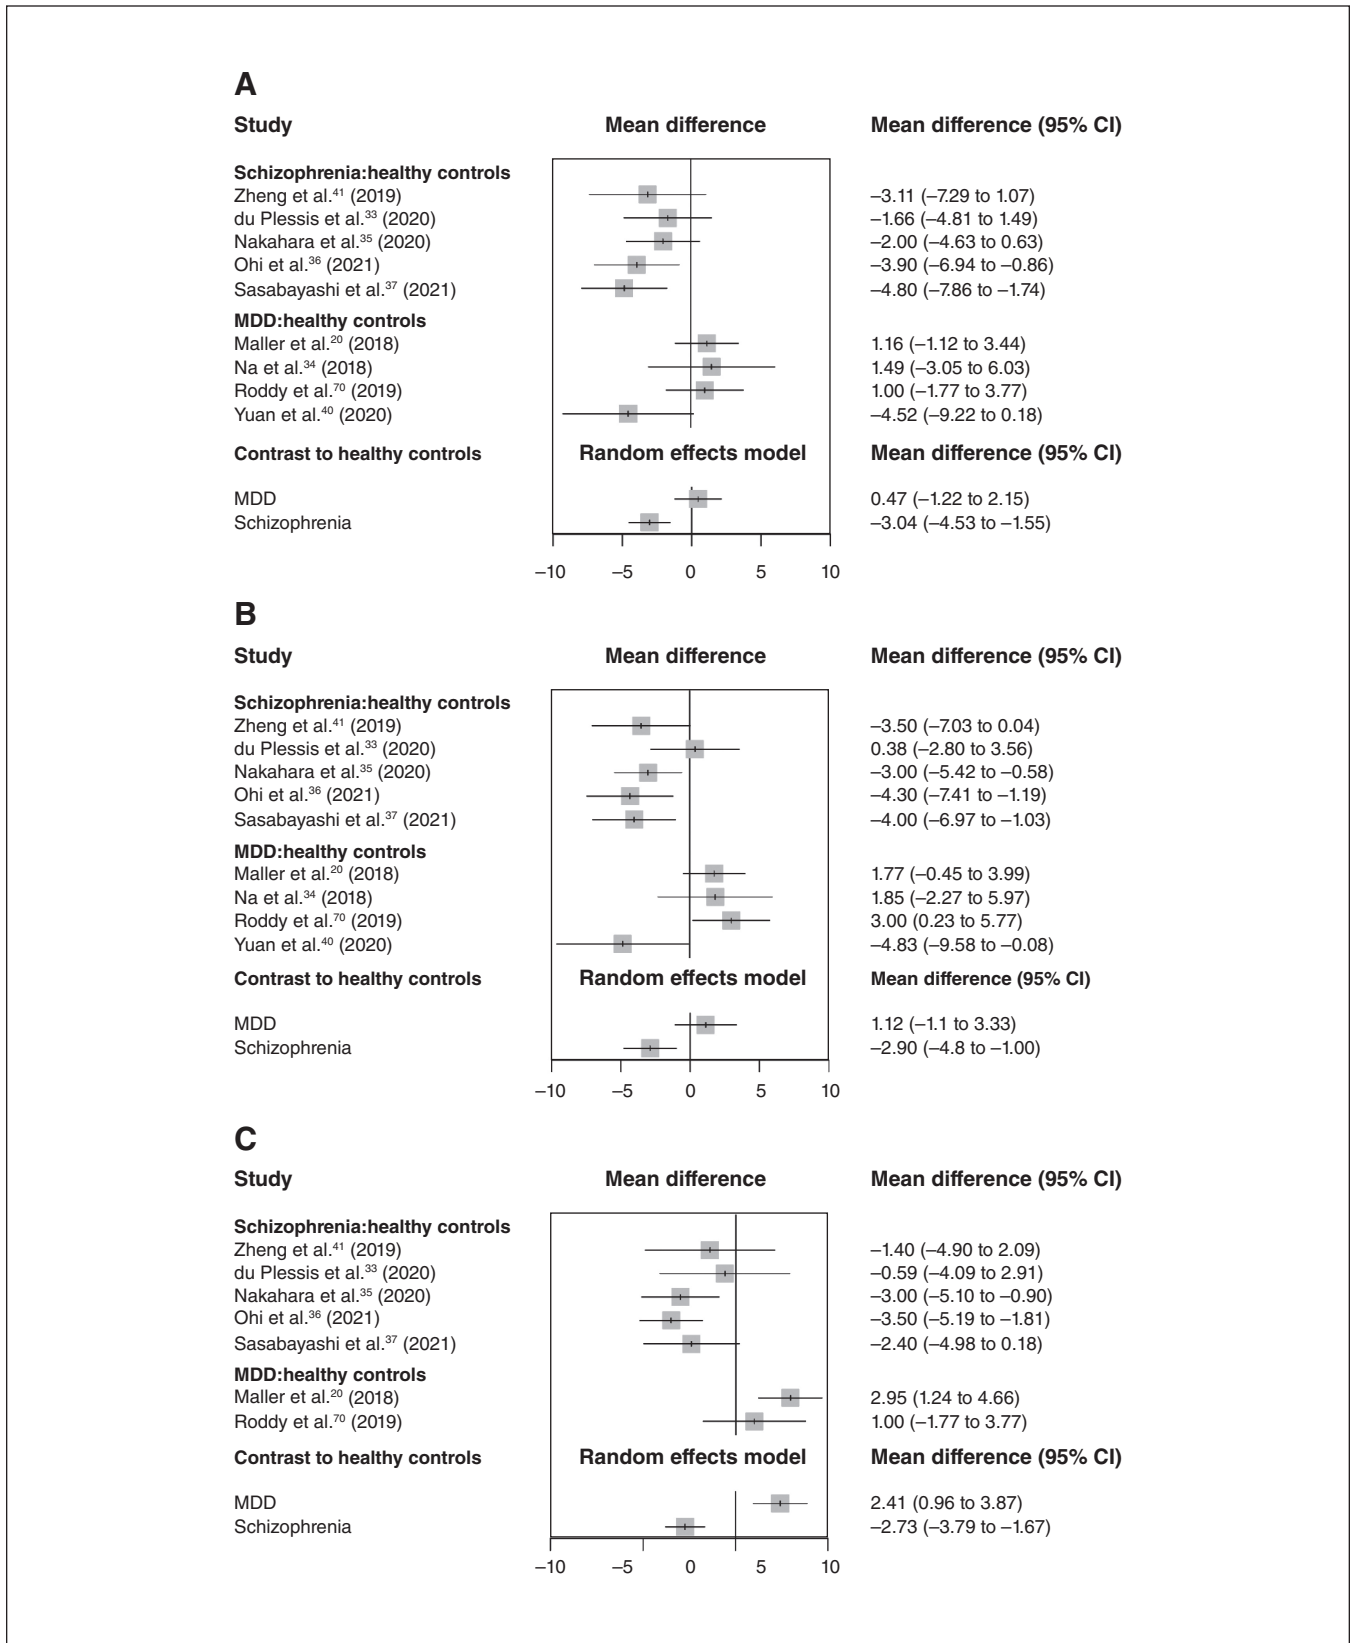 A
Study Mean difference Mean difference (95% CI)
Schizophrenia:healthy controls
Zheng et al.41 (2019) –3.11 (–7.29 to 1.07)
du Plessis et al.33 (2020) –1.66 (–4.81 to 1.49)
Nakahara et al.35 (2020) –2.00 (–4.63 to 0.63)
Ohi et al.36 (2021) –3.90 (–6.94 to –0.86)
Sasabayashi et al.37 (2021) –4.80 (–7.86 to –1.74)
MDD:healthy controls
Maller et al.20 (2018) 1.16 (–1.12 to 3.44)
Na et al.34 (2018) 1.49 (–3.05 to 6.03)
Roddy et al.70 (2019) 1.00 (–1.77 to 3.77)
Yuan et al.40 (2020) –4.52 (–9.22 to 0.18)
Contrast to healthy controls Random effects model Mean difference (95% CI)
MDD 0.47 (–1.22 to 2.15)
Schizophrenia –3.04 (–4.53 to –1.55)
–10 –5 0 5 10
B
Study Mean difference Mean difference (95% CI)
Schizophrenia:healthy controls
Zheng et al.41 (2019) –3.50 (–7.03 to 0.04)
du Plessis et al.33 (2020) 0.38 (–2.80 to 3.56)
Nakahara et al.35 (2020) –3.00 (–5.42 to –0.58)
Ohi et al.36 (2021) –4.30 (–7.41 to –1.19)
Sasabayashi et al.37 (2021) –4.00 (–6.97 to –1.03)
MDD:healthy controls
Maller et al.20 (2018) 1.77 (–0.45 to 3.99)
Na et al.34 (2018) 1.85 (–2.27 to 5.97)
Roddy et al.70 (2019) 3.00 (0.23 to 5.77)
Yuan et al.40 (2020) –4.83 (–9.58 to –0.08)
Contrast to healthy controls Random effects model Mean difference (95% CI)
MDD 1.12 (–1.1 to 3.33)
Schizophrenia –2.90 (–4.8 to –1.00)
–10 –5 0 5 10
C
Study Mean difference Mean difference (95% CI)
Schizophrenia:healthy controls
Zheng et al.41 (2019) –1.40 (–4.90 to 2.09)
du Plessis et al.33 (2020) –0.59 (–4.09 to 2.91)
Nakahara et al.35 (2020) –3.00 (–5.10 to –0.90)
Ohi et al.36 (2021) –3.50 (–5.19 to –1.81)
Sasabayashi et al.37 (2021) –2.40 (–4.98 to 0.18)
MDD:healthy controls
Maller et al.20 (2018) 2.95 (1.24 to 4.66)
Roddy et al.70 (2019) 1.00 (–1.77 to 3.77)
Contrast to healthy controls Random effects model Mean difference (95% CI)
MDD 2.41 (0.96 to 3.87)
Schizophrenia –2.73 (–3.79 to –1.67)
–10 –5 0 5 10